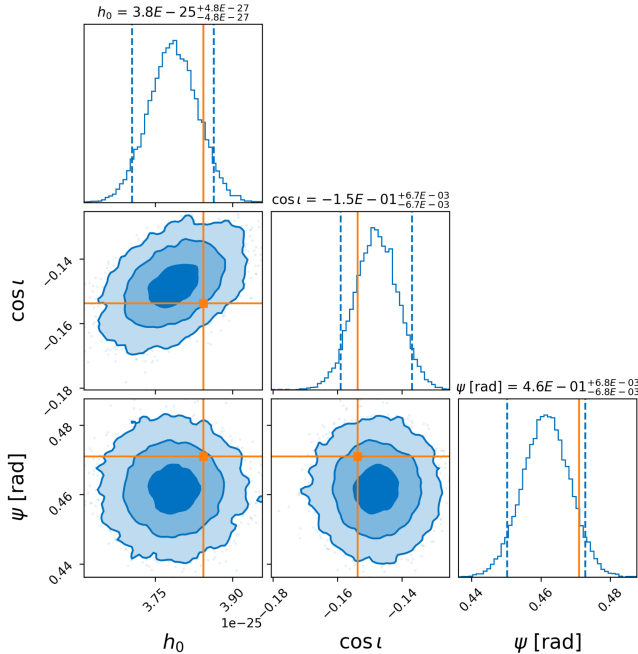 h₀ = 3.8E − 25⁺⁴·⁸ᴱ⁻²⁷₋₄.₈E₋₂₇
cos ι = −1.5E − 01⁺⁶·⁷ᴱ⁻⁰³₋₆.₇E₋₀₃
cos ι
−0.14
−0.16
−0.18
ψ [rad] = 4.6E − 01⁺⁶·⁸ᴱ⁻⁰³₋₆.₈E₋₀₃
ψ [rad]
0.48
0.46
0.44
3.75 3.90 −0.18 −0.16 −0.14 0.44 0.46 0.48
1e−25
h₀ cos ι ψ [rad]